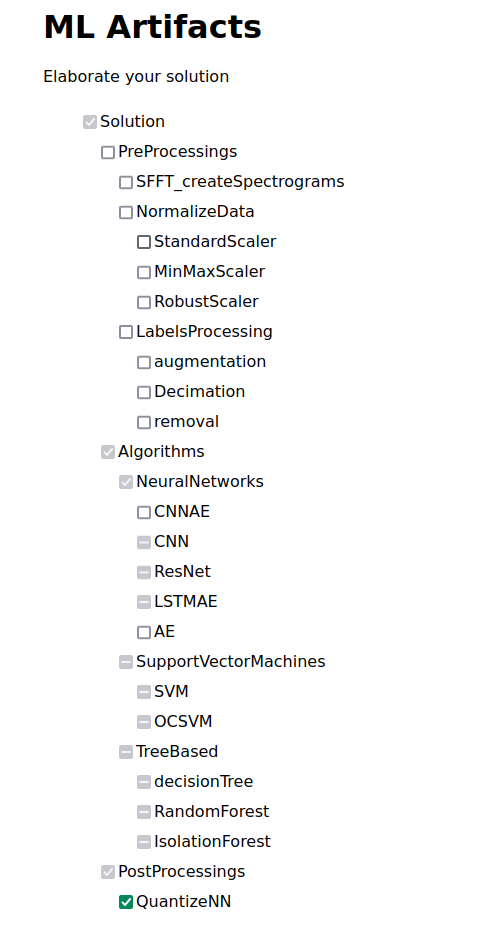 ML Artifacts
Elaborate your solution
Solution
PreProcessings
SFFT_createSpectrograms
NormalizeData
StandardScaler
MinMaxScaler
RobustScaler
LabelsProcessing
augmentation
Decimation
removal
Algorithms
NeuralNetworks
CNNAE
CNN
ResNet
LSTMAE
AE
SupportVectorMachines
SVM
OCSVM
TreeBased
decisionTree
RandomForest
IsolationForest
PostProcessings
QuantizeNN